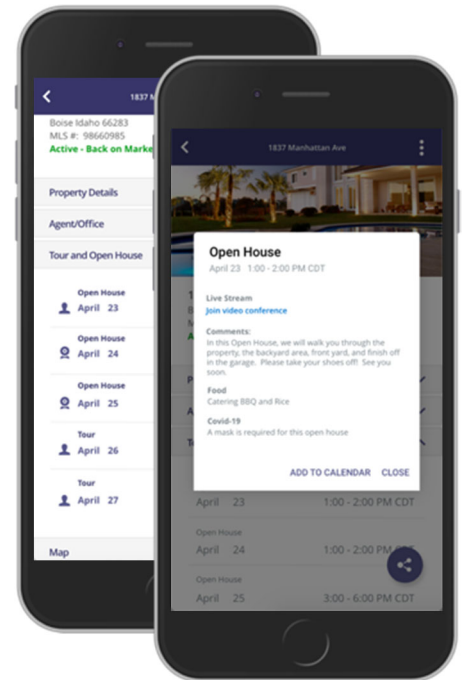 1837 M
Boise Idaho 66283
MLS #: 98660985
Active - Back on Marke
Property Details
Agent/Office
Tour and Open House
Open House
April 23
Open House
April 24
Open House
April 25
Tour
April 26
Tour
April 27
Map
1837 Manhattan Ave
Open House
April 23 1:00 - 2:00 PM CDT
Live Stream
Join video conference
Comments:
In this Open House, we will walk you through the
property, the backyard area, front yard, and finish off
in the garage. Please take your shoes off! See you
soon.
Food
Catering BBQ and Rice
Covid-19
A mask is required for this open house
ADD TO CALENDAR CLOSE
April 23 1:00 - 2:00 PM CDT
Open House
April 24 1:00 - 2:00 PM
Open House
April 25 3:00 - 6:00 PM CDT